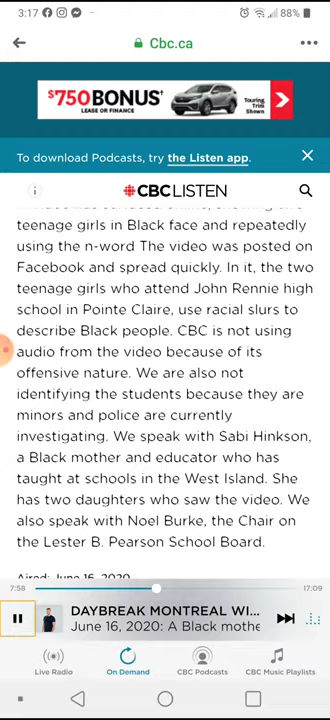 3:17 88%
Cbc.ca
$750 BONUS†
LEASE OR FINANCE
Touring
Trim
Shown
To download Podcasts, try the Listen app.
CBC LISTEN
teenage girls in Black face and repeatedly
using the n-word The video was posted on
Facebook and spread quickly. In it, the two
teenage girls who attend John Rennie high
school in Pointe Claire, use racial slurs to
describe Black people. CBC is not using
audio from the video because of its
offensive nature. We are also not
identifying the students because they are
minors and police are currently
investigating. We speak with Sabi Hinkson,
a Black mother and educator who has
taught at schools in the West Island. She
has two daughters who saw the video. We
also speak with Noel Burke, the Chair on
the Lester B. Pearson School Board.
Aired: June 16, 2020
7:58 17:09
DAYBREAK MONTREAL WI...
June 16, 2020: A Black mothe
Live Radio On Demand CBC Podcasts CBC Music Playlists